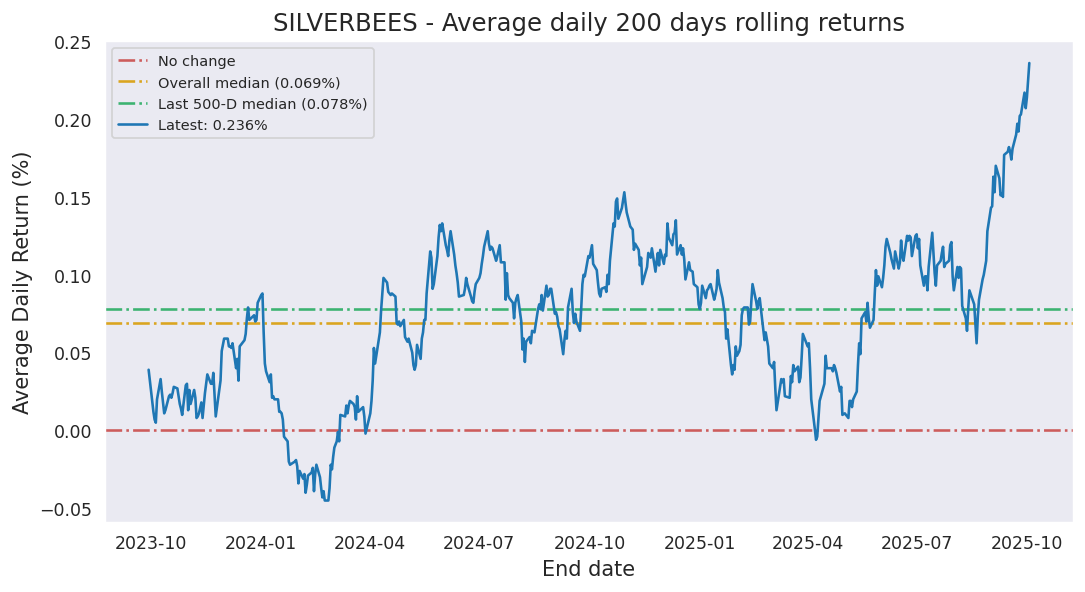 SILVERBEES - Average daily 200 days rolling returns
0.25
No change
Overall median (0.069%)
Last 500-D median (0.078%)
Latest: 0.236%
0.20
0.15
0.10
0.05
0.00
−0.05
Average Daily Return (%)
2023-10 2024-01 2024-04 2024-07 2024-10 2025-01 2025-04 2025-07 2025-10
End date